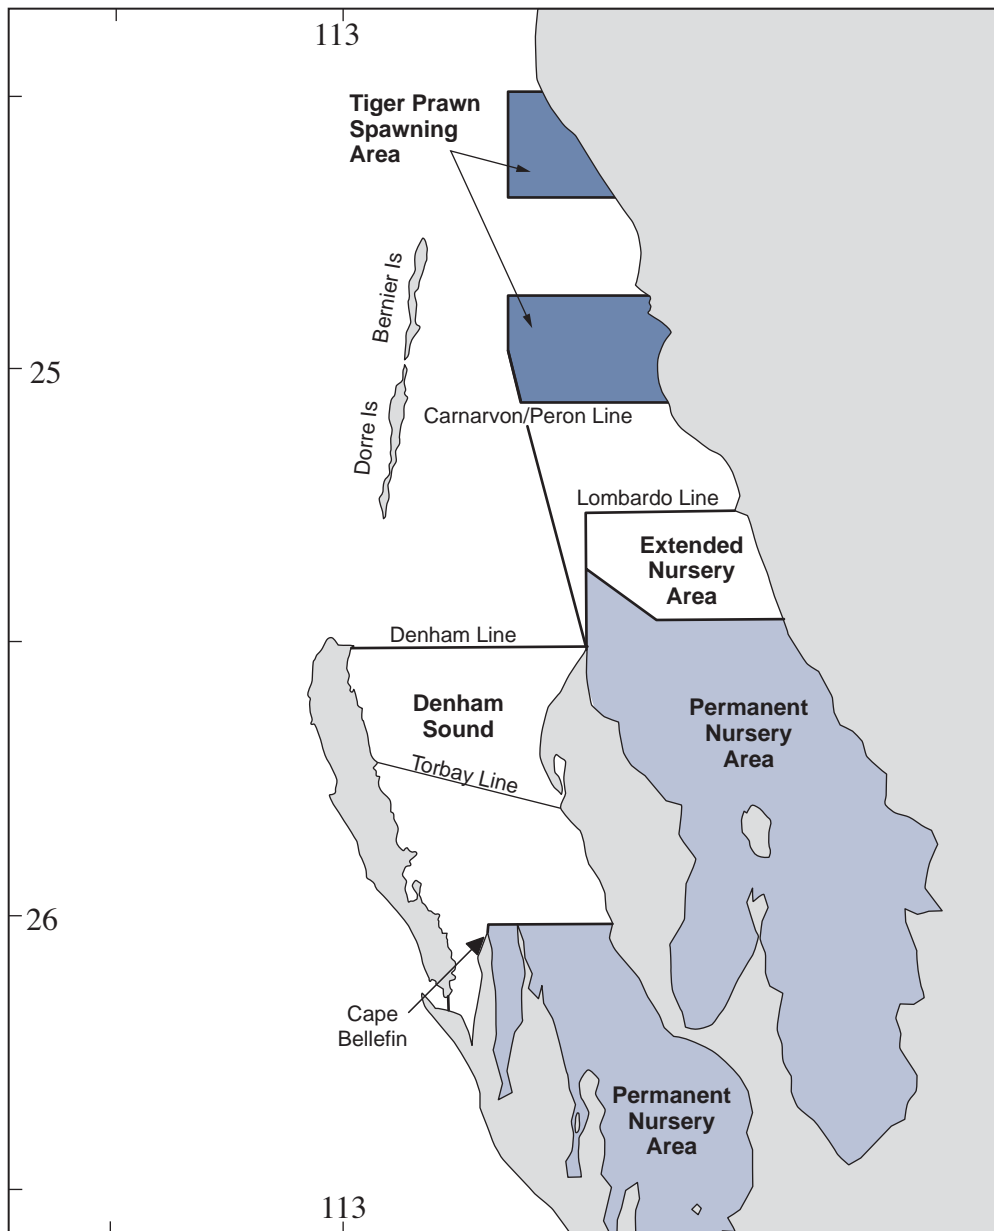 113
Tiger Prawn
Spawning
Area
Bernier Is
25
Dorre Is
Carnarvon/Peron Line
Lombardo Line
Extended
Nursery
Area
Denham Line
Denham
Sound
Permanent
Nursery
Area
Torbay Line
26
Cape
Bellefin
Permanent
Nursery
Area
113